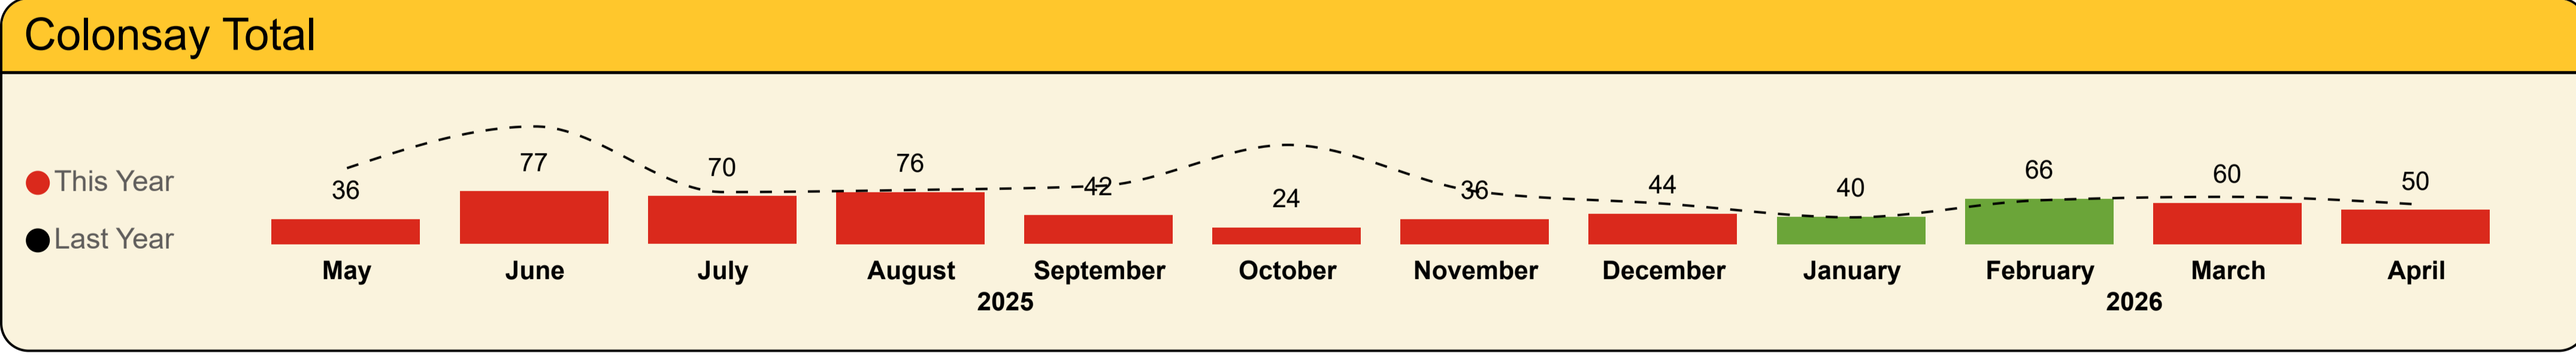 Colonsay Total
This Year
Last Year
36 77 70 76 42 24 36 44 40 66 60 50
May June July August September October November December January February March April
2025 2026